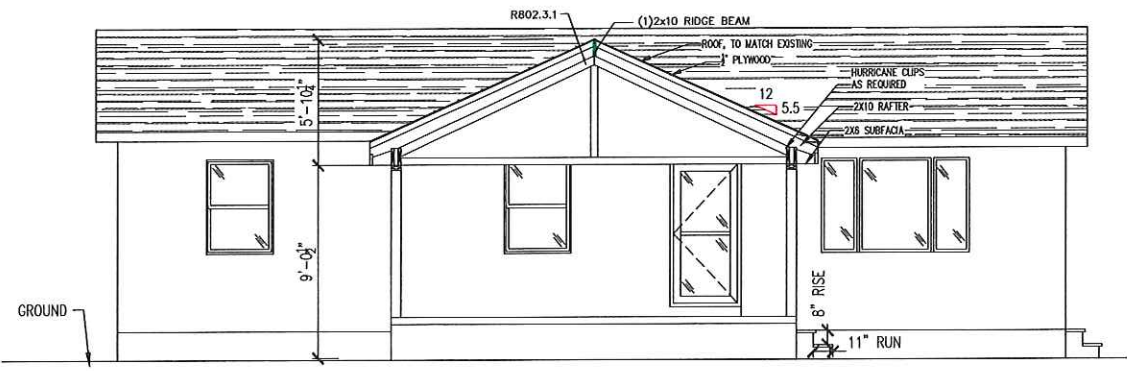 R802.3.1
(1)2x10 RIDGE BEAM
ROOF, TO MATCH EXISTING
PLYWOOD
HURRICANE CLIPS
AS REQUIRED
12
5.5
2X10 RAFTER
2X6 SUBFACIA
5'-10½"
9'-0½"
GROUND
8" RISE
11" RUN